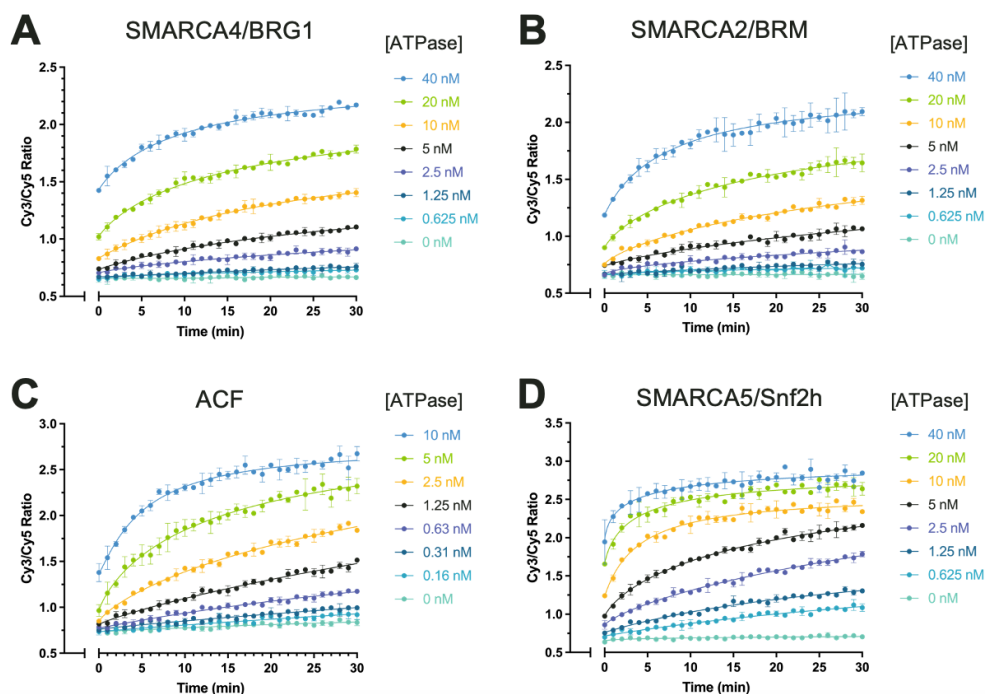 A
SMARCA4/BRG1
[ATPase]
2.5
2.0
1.5
1.0
0.5
Cy3/Cy5 Ratio
0
5
10
15
20
25
30
Time (min)
40 nM
20 nM
10 nM
5 nM
2.5 nM
1.25 nM
0.625 nM
0 nM
B
SMARCA2/BRM
[ATPase]
2.5
2.0
1.5
1.0
0.5
Cy3/Cy5 Ratio
0
5
10
15
20
25
30
Time (min)
40 nM
20 nM
10 nM
5 nM
2.5 nM
1.25 nM
0.625 nM
0 nM
C
ACF
[ATPase]
3.0
2.5
2.0
1.5
1.0
0.5
Cy3/Cy5 Ratio
0
5
10
15
20
25
30
Time (min)
10 nM
5 nM
2.5 nM
1.25 nM
0.63 nM
0.31 nM
0.16 nM
0 nM
D
SMARCA5/Snf2h
[ATPase]
3.5
3.0
2.5
2.0
1.5
1.0
0.5
Cy3/Cy5 Ratio
0
5
10
15
20
25
30
Time (min)
40 nM
20 nM
10 nM
5 nM
2.5 nM
1.25 nM
0.625 nM
0 nM